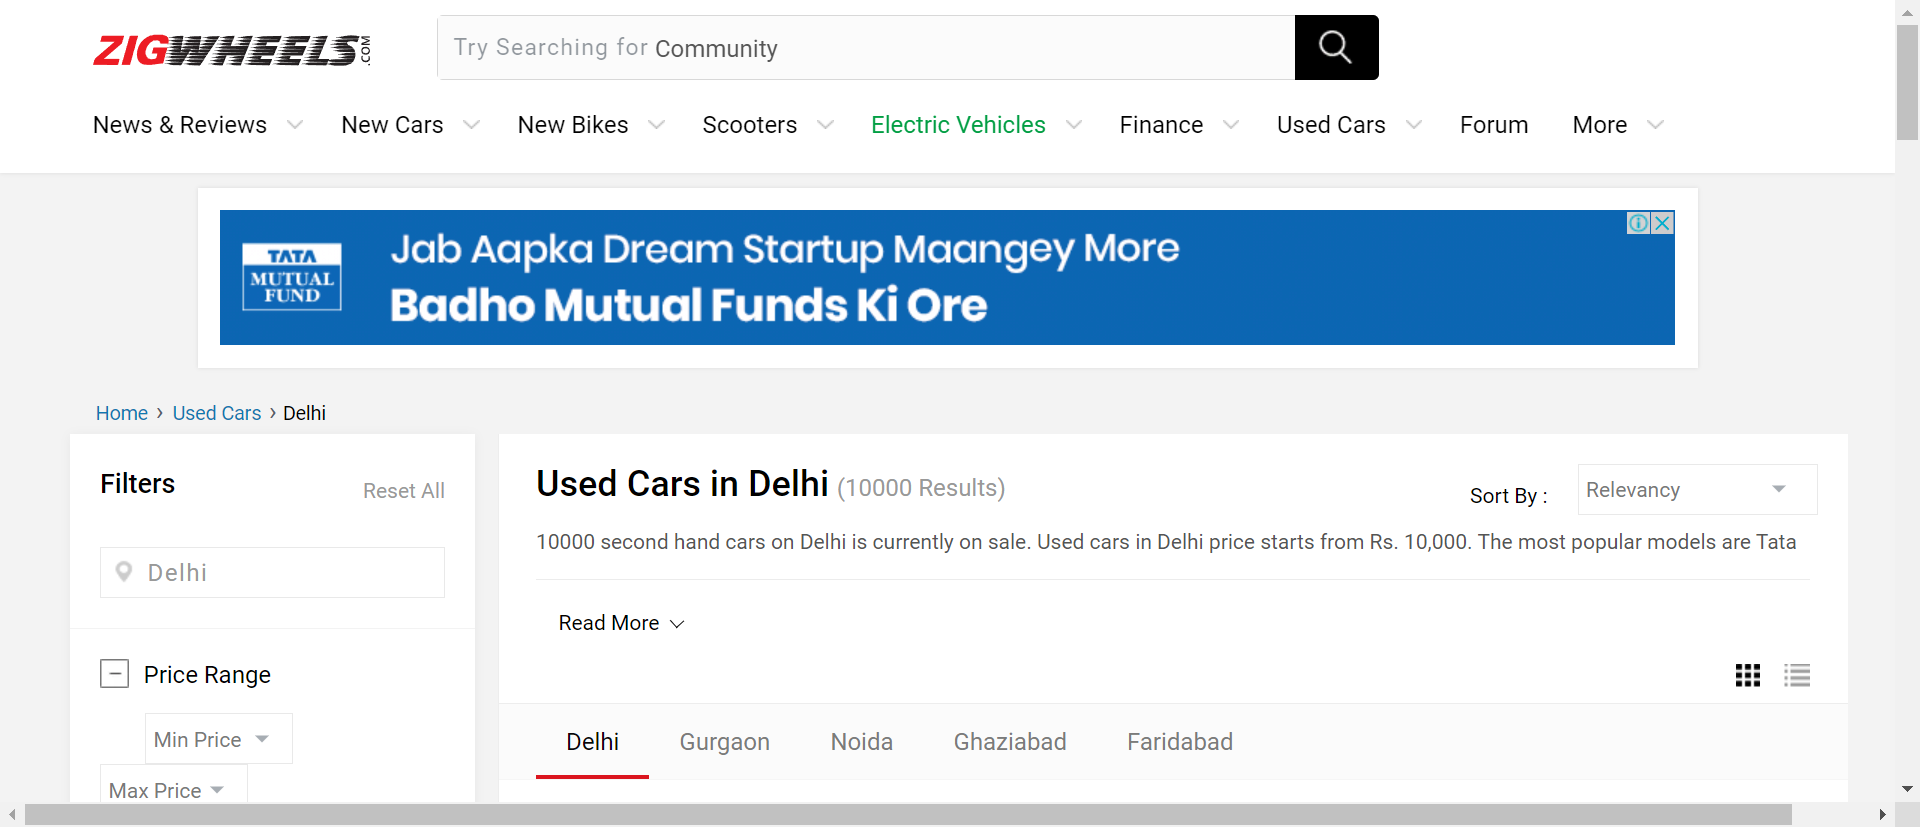 ZIGWHEELS.COM
Try Searching for Community
News & Reviews New Cars New Bikes Scooters Electric Vehicles Finance Used Cars Forum More
TATA
MUTUAL
FUND
Jab Aapka Dream Startup Maangey More
Badho Mutual Funds Ki Ore
Home › Used Cars › Delhi
Filters
Reset All
Delhi
Price Range
Min Price
Max Price
Used Cars in Delhi (10000 Results)
Sort By :
Relevancy
10000 second hand cars on Delhi is currently on sale. Used cars in Delhi price starts from Rs. 10,000. The most popular models are Tata
Read More
Delhi Gurgaon Noida Ghaziabad Faridabad